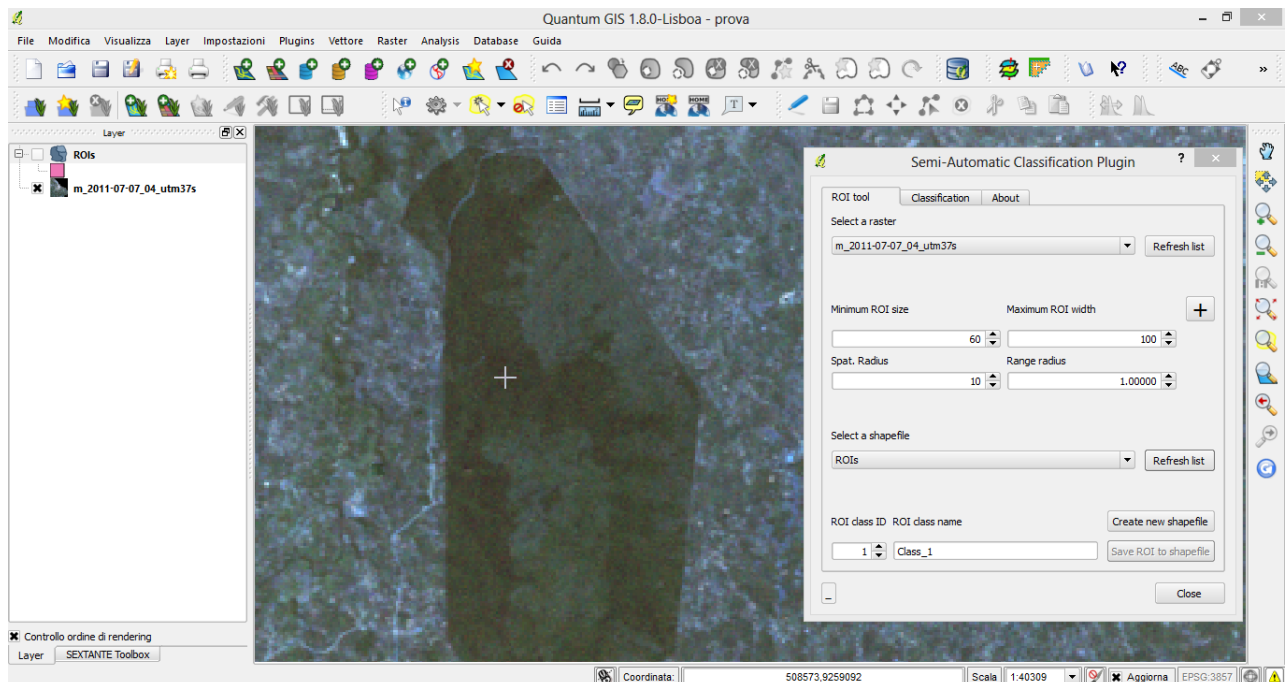 Quantum GIS 1.8.0-Lisboa - prova
File Modifica Visualizza Layer Impostazioni Plugins Vettore Raster Analysis Database Guida
ABC
»
HOME
T
Layer
ROIs
m_2011-07-07_04_utm37s
Semi-Automatic Classification Plugin
?
ROI tool Classification About
Select a raster
m_2011-07-07_04_utm37s Refresh list
Minimum ROI size Maximum ROI width +
60 100
Spat. Radius Range radius
10 1.00000
Select a shapefile
ROIs Refresh list
ROI class ID ROI class name Create new shapefile
1 Class_1 Save ROI to shapefile
_ Close
Controllo ordine di rendering
Layer SEXTANTE Toolbox
Coordinata: 508573,9259092 Scala 1:40309 Aggiorna EPSG:3857